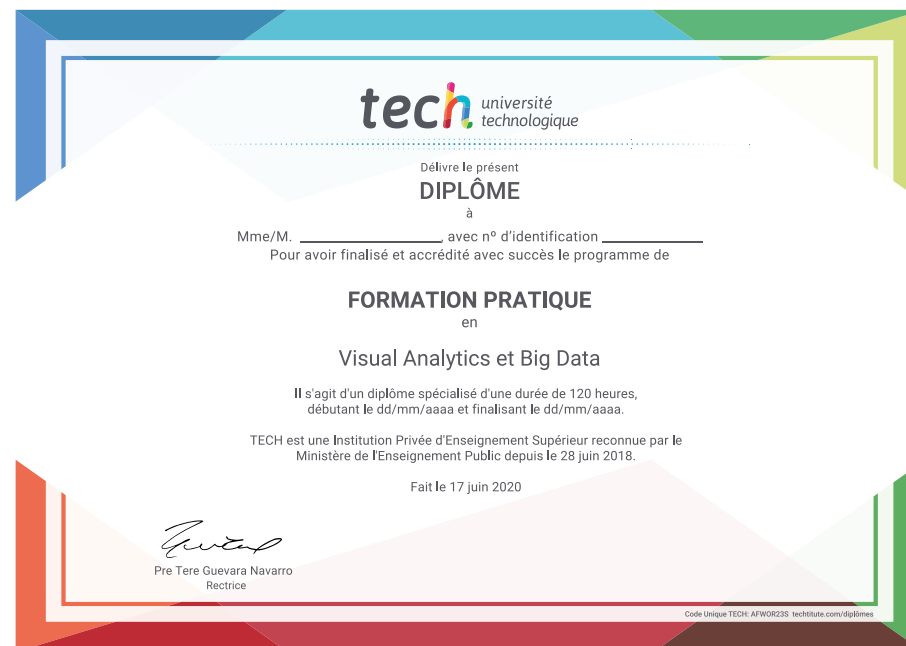 tech université
technologique
Délivre le présent
DIPLÔME
à
Mme/M. ____________________, avec nº d'identification ______________
Pour avoir finalisé et accrédité avec succès le programme de
FORMATION PRATIQUE
en
Visual Analytics et Big Data
Il s'agit d'un diplôme spécialisé d'une durée de 120 heures,
débutant le dd/mm/aaaa et finalisant le dd/mm/aaaa.
TECH est une Institution Privée d'Enseignement Supérieur reconnue par le
Ministère de l'Enseignement Public depuis le 28 juin 2018.
Fait le 17 juin 2020
Pre Tere Guevara Navarro
Rectrice
Code Unique TECH: AFWOR23S techtitute.com/diplômes